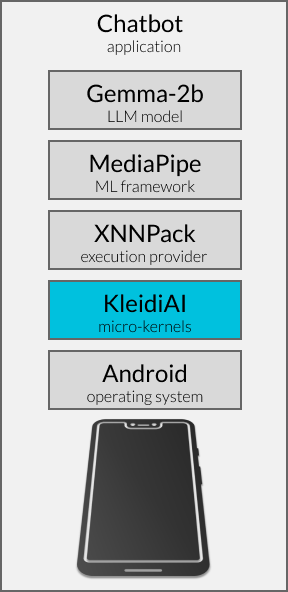 Chatbot
application
Gemma-2b
LLM model
MediaPipe
ML framework
XNNPack
execution provider
KleidiAI
micro-kernels
Android
operating system